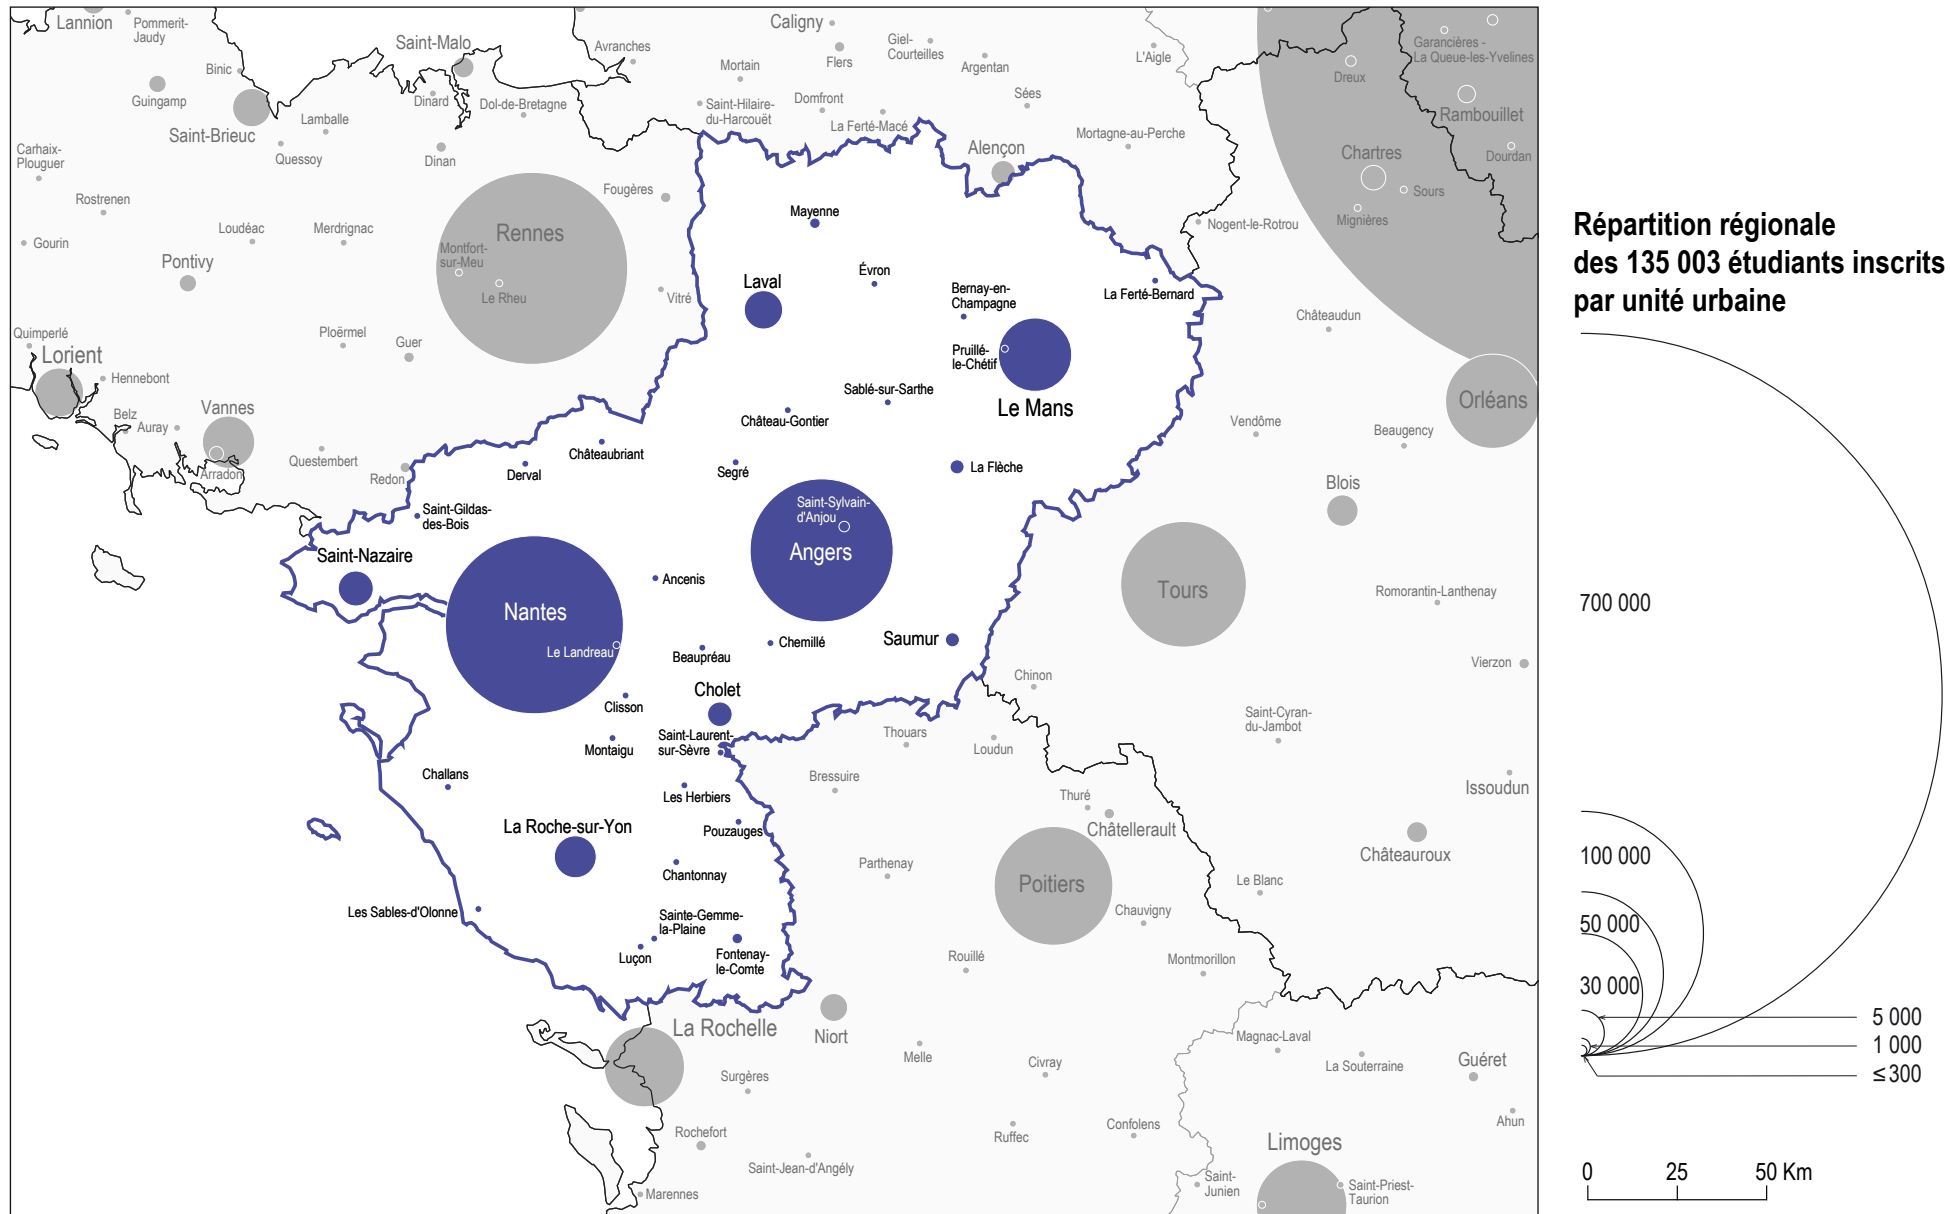 Lannion
Pommerit-
Jaudy
Binic
Guingamp
Saint-Brieuc
Saint-Malo
Dinard
Dol-de-Bretagne
Lamballe
Quessoy
Dinan
Carhaix-
Plouguer
Rostrenen
Gourin
Loudéac
Merdrignac
Pontivy
Quimperlé
Lorient
Hennebont
Ploërmel
Guer
Belz
Auray
Vannes
Arradon
Questembert
Redon
Rennes
Montfort-
sur-Meu
Le Rheu
Fougères
Vitré
Avranches
Mortain
Saint-Hilaire-
du-Harcouët
Caligny
Flers
Giel-
Courteilles
Argentan
Domfront
La Ferté-Macé
Sées
Alençon
Mortagne-au-Perche
L'Aigle
Nogent-le-Rotrou
Garancières -
La Queue-les-Yvelines
Dreux
Rambouillet
Chartres
Dourdan
Sours
Mignières
Châteaudun
Orléans
Vendôme
Beaugency
Blois
Romorantin-Lanthenay
Tours
Vierzon
Chinon
Saint-Cyran-
du-Jambot
Issoudun
Châteauroux
Le Blanc
Mayenne
Laval
Évron
Bernay-en-
Champagne
La Ferté-Bernard
Pruillé-
le-Chétif
Le Mans
Sablé-sur-Sarthe
Château-Gontier
La Flèche
Châteaubriant
Derval
Segré
Saint-Gildas-
des-Bois
Saint-Sylvain-
d'Anjou
Angers
Saint-Nazaire
Ancenis
Nantes
Le Landreau
Beaupréau
Chemillé
Saumur
Cholet
Clisson
Saint-Laurent-
sur-Sèvre
Montaigu
Challans
Les Herbiers
Pouzauges
La Roche-sur-Yon
Chantonnay
Les Sables-d'Olonne
Sainte-Gemme-
la-Plaine
Luçon
Fontenay-
le-Comte
Thouars
Loudun
Bressuire
Thuré
Châtellerault
Parthenay
Poitiers
Chauvigny
Rouillé
Montmorillon
La Rochelle
Niort
Melle
Civray
Surgères
Rochefort
Saint-Jean-d'Angély
Marennes
Ruffec
Confolens
Magnac-Laval
La Souterraine
Guéret
Ahun
Limoges
Saint-
Junien
Saint-Priest-
Taurion
Répartition régionale
des 135 003 étudiants inscrits
par unité urbaine
700 000
100 000
50 000
30 000
5 000
1 000
≤ 300
0 25 50 Km